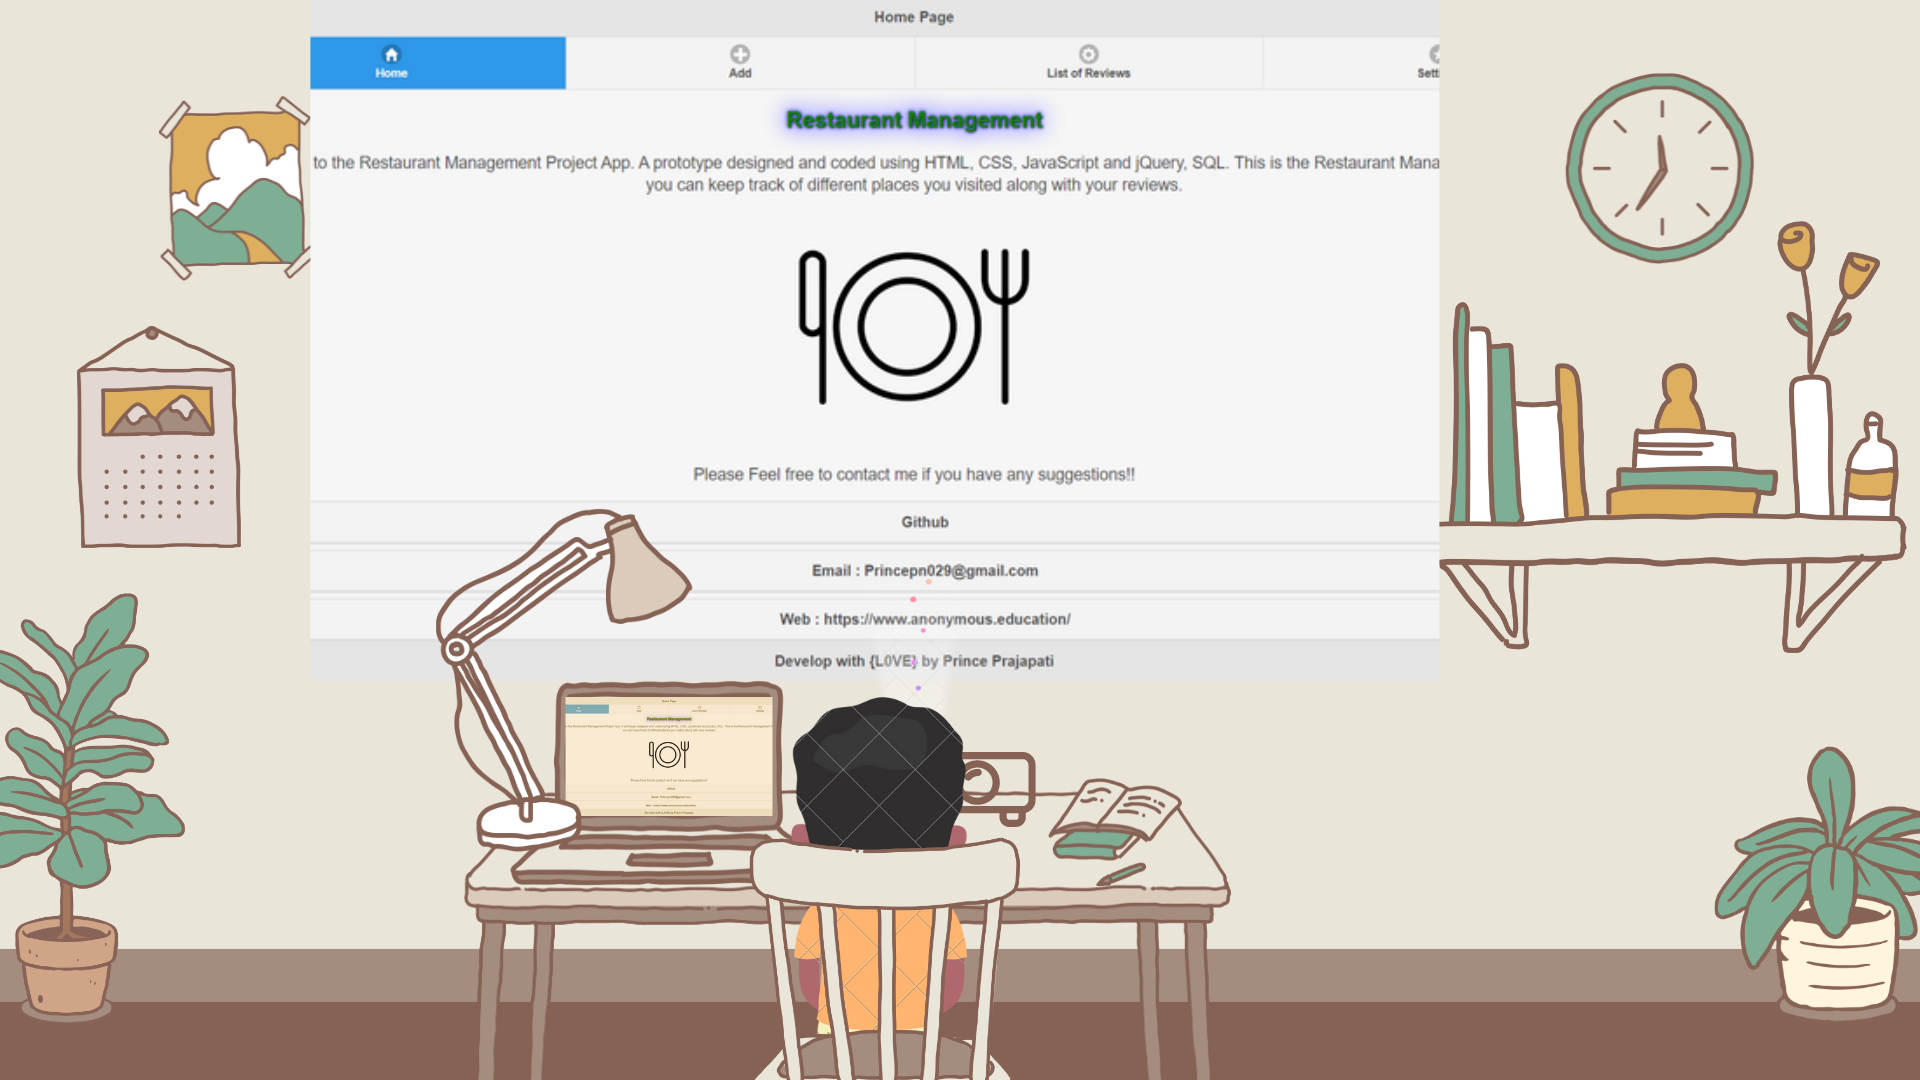 Home Page
Home
Add
List of Reviews
Restaurant Management
to the Restaurant Management Project App. A prototype designed and coded using HTML, CSS, JavaScript and jQuery, SQL. This is the Restaurant
you can keep track of different places you visited along with your reviews.
Please Feel free to contact me if you have any suggestions!!
Github
Email : Princepn029@gmail.com
Web : https://www.anonymous.education/
Develop with {L0VE} by Prince Prajapati